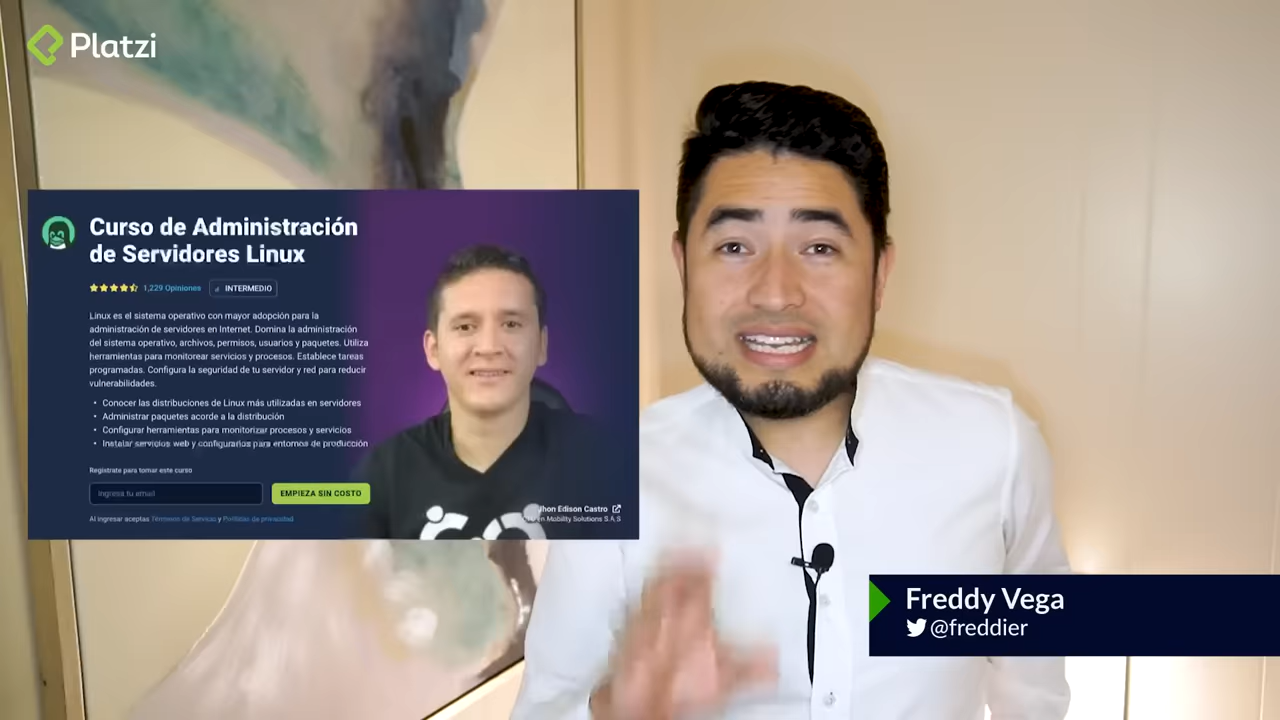 Platzi
Curso de Administración
de Servidores Linux
1,229 Opiniones
INTERMEDIO
Linux es el sistema operativo con mayor adopción para la
administración de servidores en Internet. Domina la administración
del sistema operativo, archivos, permisos, usuarios y paquetes. Utiliza
herramientas para monitorear servicios y procesos. Establece tareas
programadas. Configura la seguridad de tu servidor y red para reducir
vulnerabilidades.
• Conocer las distribuciones de Linux más utilizadas en servidores
• Administrar paquetes acorde a la distribución
• Configurar herramientas para monitorizar procesos y servicios
• Instalar servicios web y configurarlos para entornos de producción
Regístrate para tomar este curso
Ingresa tu email
EMPIEZA SIN COSTO
Al ingresar aceptas Términos de Servicio y Políticas de privacidad
Jhon Edison Castro
en Mobility Solutions S.A.S
Freddy Vega
@freddier